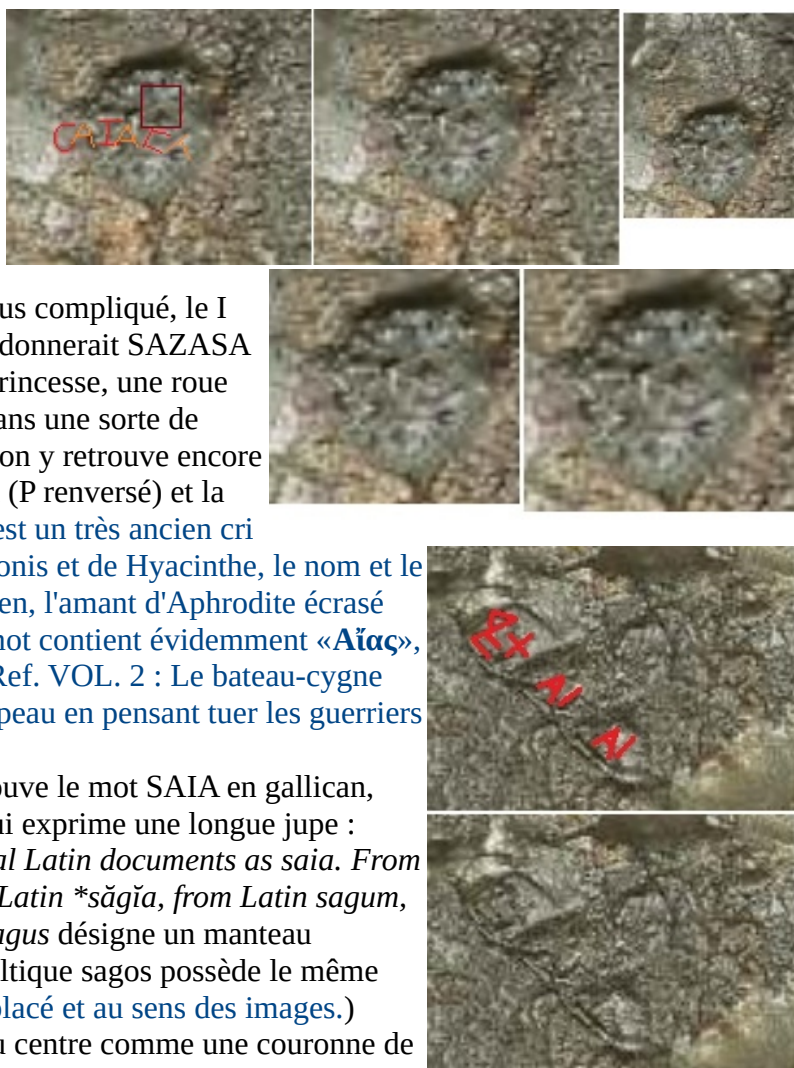 CAIACA
us compliqué, le I
donnerait SAZASA
rincesse, une roue
ans une sorte de
on y retrouve encore
(P renversé) et la
est un très ancien cri
onis et de Hyacinthe, le nom et le
en, l'amant d'Aphrodite écrasé
not contient évidemment «Αἴας»,
Ref. VOL. 2 : Le bateau-cygne
peau en pensant tuer les guerriers
ouve le mot SAIA en gallican,
ui exprime une longue jupe :
al Latin documents as saia. From
Latin *săgĭa, from Latin sagum,
agus désigne un manteau
ltique sagos possède le même
placé et au sens des images.)
u centre comme une couronne de